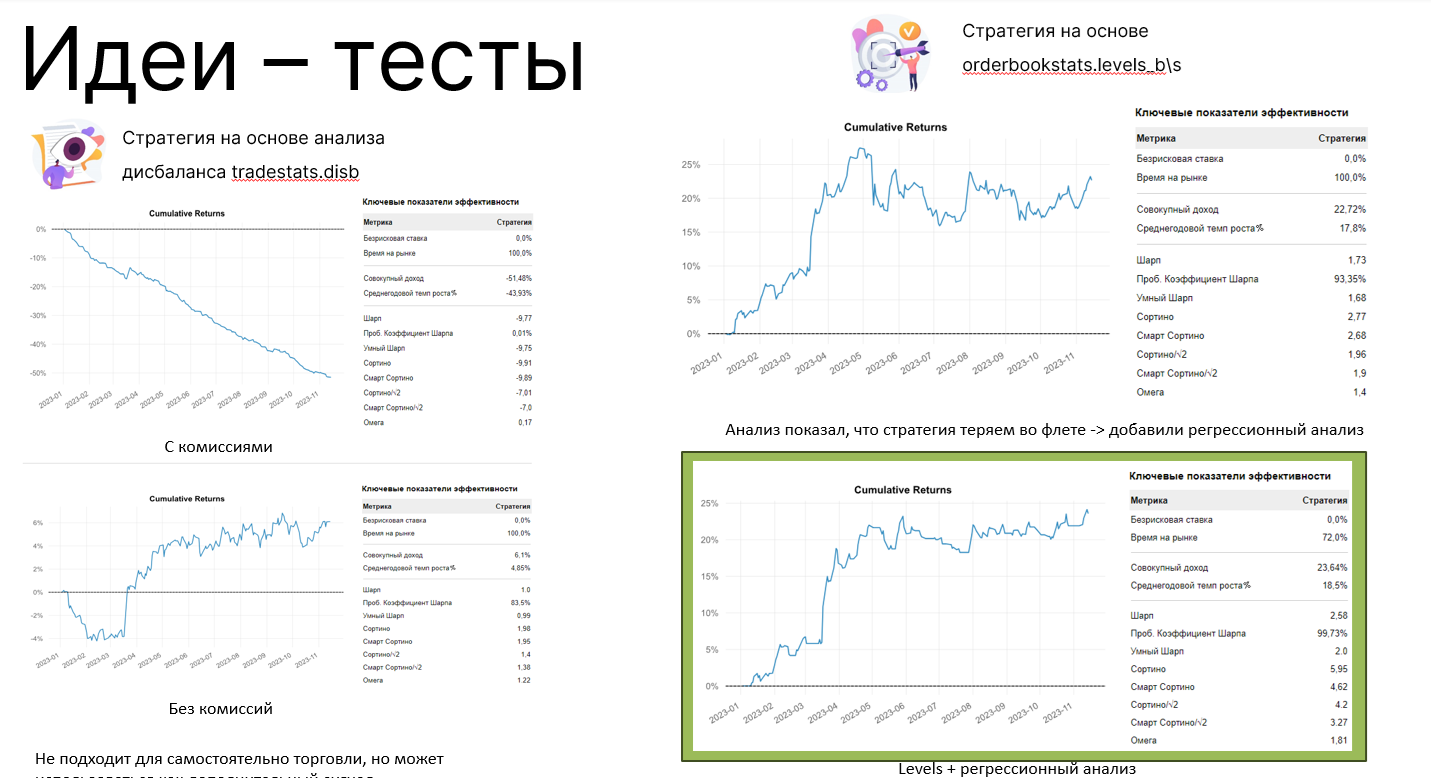 Идеи – тесты
Стратегия на основе анализа
дисбаланса tradestats.disb
Cumulative Returns
0%
-10%
-20%
-30%
-40%
-50%
2023-01
2023-02
2023-03
2023-04
2023-05
2023-06
2023-07
2023-08
2023-09
2023-10
2023-11
Ключевые показатели эффективности
Метрика Стратегия
Безрисковая ставка 0,0%
Время на рынке 100,0%
Совокупный доход -51,48%
Среднегодовой темп роста% -43,93%
Шарп -9,77
Проб. Коэффициент Шарпа 0,01%
Умный Шарп -9,75
Сортино -9,91
Смарт Сортино -9,89
Сортино/√2 -7,01
Смарт Сортино/√2 -7,0
Омега 0,17
С комиссиями
Cumulative Returns
6%
4%
2%
0%
-2%
-4%
2023-01
2023-02
2023-03
2023-04
2023-05
2023-06
2023-07
2023-08
2023-09
2023-10
2023-11
Ключевые показатели эффективности
Метрика Стратегия
Безрисковая ставка 0,0%
Время на рынке 100,0%
Совокупный доход 6,1%
Среднегодовой темп роста% 4,85%
Шарп 1.0
Проб. Коэффициент Шарпа 83,5%
Умный Шарп 0,99
Сортино 1,98
Смарт Сортино 1,95
Сортино/√2 1,4
Смарт Сортино/√2 1,38
Омега 1.22
Без комиссий
Не подходит для самостоятельно торговли, но может
Стратегия на основе
orderbookstats.levels_b\s
Cumulative Returns
25%
20%
15%
10%
5%
0%
2023-01
2023-02
2023-03
2023-04
2023-05
2023-06
2023-07
2023-08
2023-09
2023-10
2023-11
Ключевые показатели эффективности
Метрика Стратегия
Безрисковая ставка 0,0%
Время на рынке 100,0%
Совокупный доход 22,72%
Среднегодовой темп роста% 17,8%
Шарп 1,73
Проб. Коэффициент Шарпа 93,35%
Умный Шарп 1,68
Сортино 2,77
Смарт Сортино 2,68
Сортино/√2 1,96
Смарт Сортино/√2 1,9
Омега 1,4
Анализ показал, что стратегия теряем во флете -> добавили регрессионный анализ
Cumulative Returns
25%
20%
15%
10%
5%
0%
2023-01
2023-02
2023-03
2023-04
2023-05
2023-06
2023-07
2023-08
2023-09
2023-10
2023-11
Ключевые показатели эффективности
Метрика Стратегия
Безрисковая ставка 0,0%
Время на рынке 72,0%
Совокупный доход 23,64%
Среднегодовой темп роста% 18,5%
Шарп 2,58
Проб. Коэффициент Шарпа 99,73%
Умный Шарп 2.0
Сортино 5,95
Смарт Сортино 4,62
Сортино/√2 4.2
Смарт Сортино/√2 3.27
Омега 1,81
Levels + регрессионный анализ